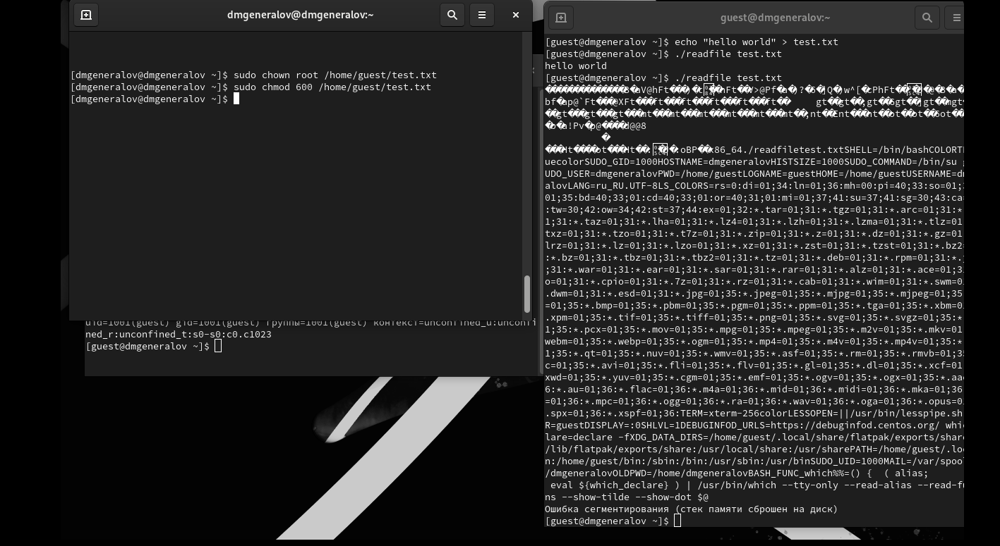 dmgeneralov@dmgeneralov:~
[dmgeneralov@dmgeneralov ~]$ sudo chown root /home/guest/test.txt
[dmgeneralov@dmgeneralov ~]$ sudo chmod 600 /home/guest/test.txt
[dmgeneralov@dmgeneralov ~]$
uid=1001(guest) gid=1001(guest) группы=1001(guest) контекст=unconfined_u:unconfi
ned_r:unconfined_t:s0-s0:c0.c1023
[guest@dmgeneralov ~]$
guest@dmgeneralov:~
[guest@dmgeneralov ~]$ echo "hello world" > test.txt
[guest@dmgeneralov ~]$ ./readfile test.txt
hello world
[guest@dmgeneralov ~]$ ./readfile test.txt
x86_64./readfiletest.txtSHELL=/bin/bashCOLORT
uecolorSUDO_GID=1000HOSTNAME=dmgeneralovHISTSIZE=1000SUDO_COMMAND=/bin/su
UDO_USER=dmgeneralovPWD=/home/guestLOGNAME=guestHOME=/home/guestUSERNAME=d
alovLANG=ru_RU.UTF-8LS_COLORS=rs=0:di=01;34:ln=01;36:mh=00:pi=40;33:so=01;
01;35:bd=40;33;01:cd=40;33;01:or=40;31;01:mi=01;37;41:su=37;41:sg=30;43:ca=
:tw=30;42:ow=34;42:st=37;44:ex=01;32:*.tar=01;31:*.tgz=01;31:*.arc=01;31:*
1;31:*.taz=01;31:*.lha=01;31:*.lz4=01;31:*.lzh=01;31:*.lzma=01;31:*.tlz=01
txz=01;31:*.tzo=01;31:*.t7z=01;31:*.zip=01;31:*.z=01;31:*.dz=01;31:*.gz=01
lrz=01;31:*.lz=01;31:*.lzo=01;31:*.xz=01;31:*.zst=01;31:*.tzst=01;31:*.bz2=
:*.bz=01;31:*.tbz=01;31:*.tbz2=01;31:*.tz=01;31:*.deb=01;31:*.rpm=01;31:*.
;31:*.war=01;31:*.ear=01;31:*.sar=01;31:*.rar=01;31:*.alz=01;31:*.ace=01;3
o=01;31:*.cpio=01;31:*.7z=01;31:*.rz=01;31:*.cab=01;31:*.wim=01;31:*.swm=0
.dwm=01;31:*.esd=01;31:*.jpg=01;35:*.jpeg=01;35:*.mjpg=01;35:*.mjpeg=01;35
=01;35:*.bmp=01;35:*.pbm=01;35:*.pgm=01;35:*.ppm=01;35:*.tga=01;35:*.xbm=01
.xpm=01;35:*.tif=01;35:*.tiff=01;35:*.png=01;35:*.svg=01;35:*.svgz=01;35:*
1;35:*.pcx=01;35:*.mov=01;35:*.mpg=01;35:*.mpeg=01;35:*.m2v=01;35:*.mkv=01
webm=01;35:*.webp=01;35:*.ogm=01;35:*.mp4=01;35:*.m4v=01;35:*.mp4v=01;35:*
1;35:*.qt=01;35:*.nuv=01;35:*.wmv=01;35:*.asf=01;35:*.rm=01;35:*.rmvb=01;35
c=01;35:*.avi=01;35:*.fli=01;35:*.flv=01;35:*.gl=01;35:*.dl=01;35:*.xcf=01
xwd=01;35:*.yuv=01;35:*.cgm=01;35:*.emf=01;35:*.ogv=01;35:*.ogx=01;35:*.aa
6:*.au=01;36:*.flac=01;36:*.m4a=01;36:*.mid=01;36:*.midi=01;36:*.mka=01;36
=01;36:*.mpc=01;36:*.ogg=01;36:*.ra=01;36:*.wav=01;36:*.oga=01;36:*.opus=0
.spx=01;36:*.xspf=01;36:TERM=xterm-256colorLESSOPEN=||/usr/bin/lesspipe.sh
R=guestDISPLAY=:0SHLVL=1DEBUGINFOD_URLS=https://debuginfod.centos.org/ whic
lare=declare -fXDG_DATA_DIRS=/home/guest/.local/share/flatpak/exports/share
/lib/flatpak/exports/share:/usr/local/share:/usr/sharePATH=/home/guest/.lo
n:/home/guest/bin:/sbin:/bin:/usr/sbin:/usr/binSUDO_UID=1000MAIL=/var/spoo
/dmgeneralovOLDPWD=/home/dmgeneralovBASH_FUNC_which%%=() {  ( alias;
 eval ${which_declare} ) | /usr/bin/which --tty-only --read-alias --read-fu
ns --show-tilde --show-dot $@
Ошибка сегментирования (стек памяти сброшен на диск)
[guest@dmgeneralov ~]$